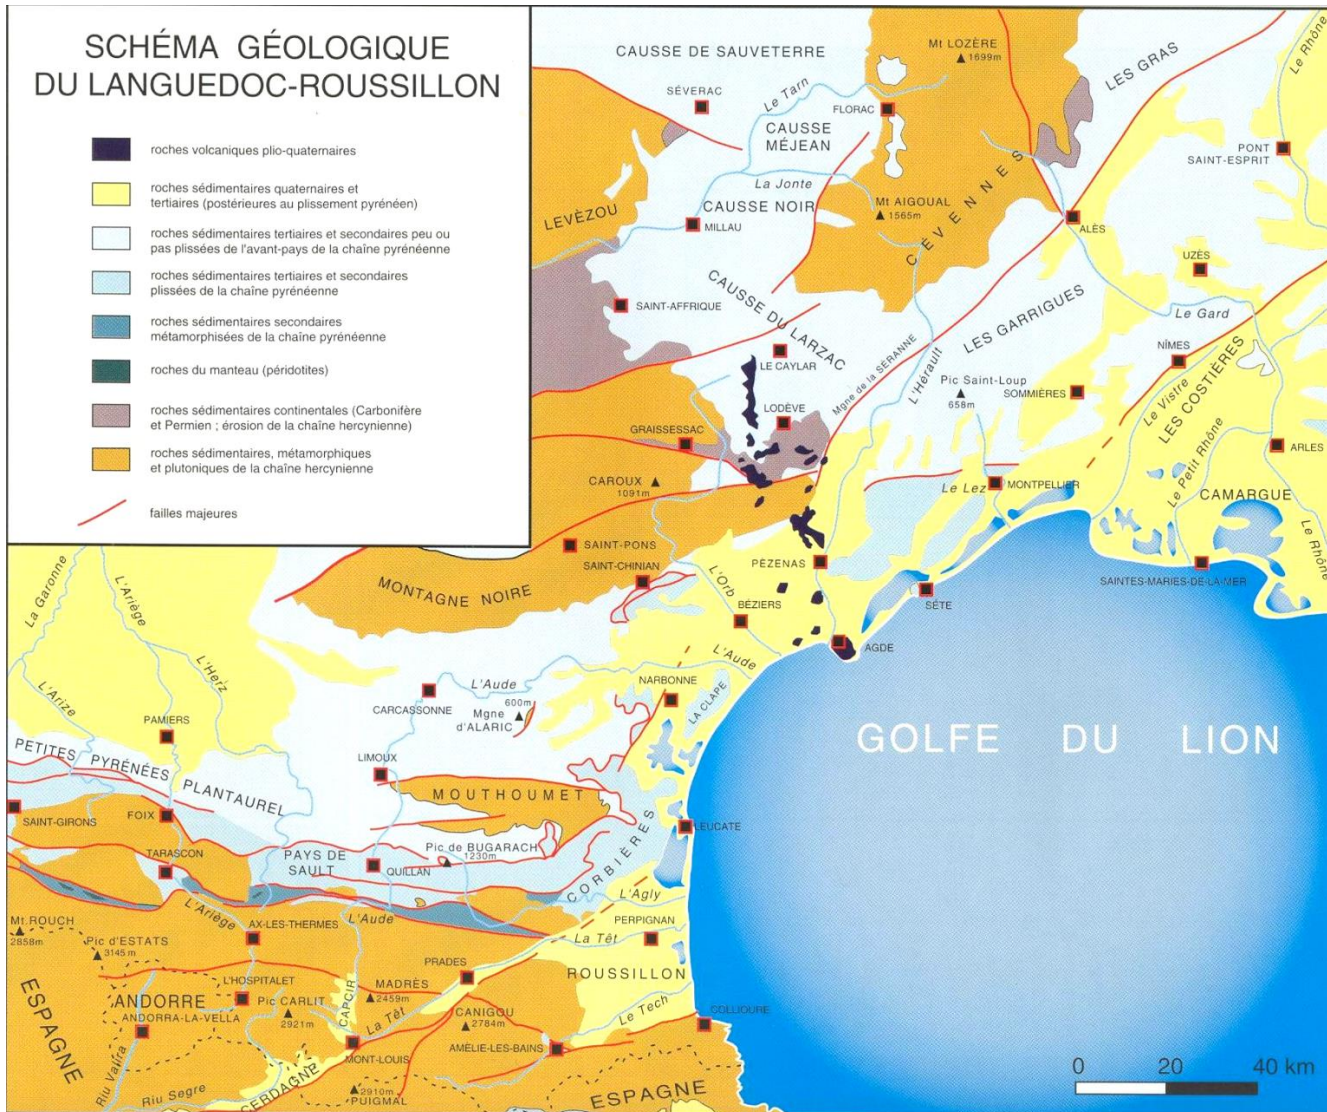 SCHÉMA GÉOLOGIQUE
DU LANGUEDOC-ROUSSILLON
roches volcaniques plio-quaternaires
roches sédimentaires quaternaires et
tertiaires (postérieures au plissement pyrénéen)
roches sédimentaires tertiaires et secondaires peu ou
pas plissées de l'avant-pays de la chaîne pyrénéenne
roches sédimentaires tertiaires et secondaires
plissées de la chaîne pyrénéenne
roches sédimentaires secondaires
métamorphisées de la chaîne pyrénéenne
roches du manteau (péridotites)
roches sédimentaires continentales (Carbonifère
et Permien ; érosion de la chaîne hercynienne)
roches sédimentaires, métamorphiques
et plutoniques de la chaîne hercynienne
failles majeures
CAUSSE DE SAUVETERRE
Mt LOZÈRE
1699m
LES GRAS
Le Rhône
SÉVERAC
Le Tarn
FLORAC
CAUSSE
MÉJEAN
PONT
SAINT-ESPRIT
La Jonte
LEVÈZOU
CAUSSE NOIR
Mt AIGOUAL
1565m
CÉVENNES
MILLAU
ALÈS
UZÈS
SAINT-AFFRIQUE
CAUSSE DU LARZAC
LES GARRIGUES
Le Gard
LE CAYLAR
Mgne de la SÉRANNE
L'Hérault
NÎMES
Pic Saint-Loup
658m
SOMMIÈRES
Le Vistre
LES COSTIÈRES
LODÈVE
GRAISSESSAC
Le Petit Rhône
ARLES
CAROUX
1091m
Le Lez
MONTPELLIER
CAMARGUE
Le Rhône
SAINT-PONS
SAINT-CHINIAN
PÉZENAS
SAINTES-MARIES-DE-LA-MER
MONTAGNE NOIRE
L'Orb
BÉZIERS
SÉTE
AGDE
La Garonne
L'Ariège
L'Herz
L'Arize
L'Aude
L'Aude
NARBONNE
LA CLAPE
CARCASSONNE
600m
Mgne
d'ALARIC
PAMIERS
GOLFE DU LION
PETITES PYRÉNÉES
PLANTAUREL
LIMOUX
MOUTHOUMET
SAINT-GIRONS
FOIX
LEUCATE
TARASCON
PAYS DE
SAULT
QUILLAN
Pic de BUGARACH
1230m
CORBIÈRES
L'Agly
L'Ariège
L'Aude
Mt.ROUCH
2858m
AX-LES-THERMES
PERPIGNAN
Pic d'ESTATS
3145m
La Têt
PRADES
ROUSSILLON
L'HOSPITALET
MADRÈS
2459m
ANDORRE
ANDORRA-LA-VELLA
Pic CARLIT
2921m
CAPCIR
La Têt
CANIGOU
2784m
Le Tech
COLLIOURE
ESPAGNE
MONT-LOUIS
AMÉLIE-LES-BAINS
Riu Valira
Riu Segre
CERDAGNE
2910m
PUIGMAL
ESPAGNE
0 20 40 km